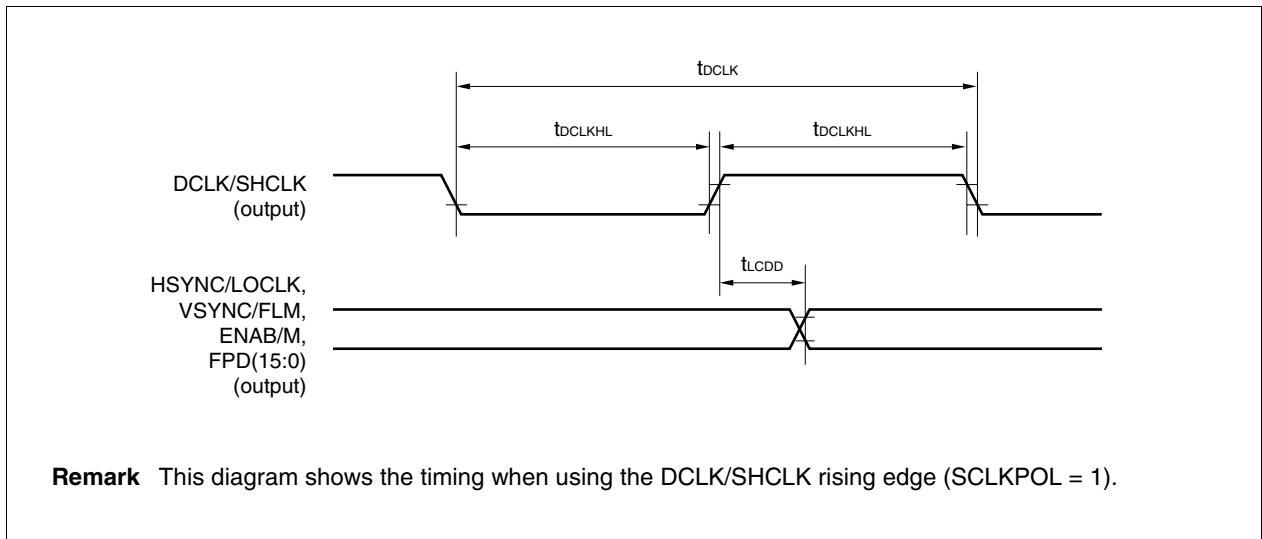 tDCLK
tDCLKHL
tDCLKHL
DCLK/SHCLK
(output)
tLCDD
HSYNC/LOCLK,
VSYNC/FLM,
ENAB/M,
FPD(15:0)
(output)
Remark This diagram shows the timing when using the DCLK/SHCLK rising edge (SCLKPOL = 1).